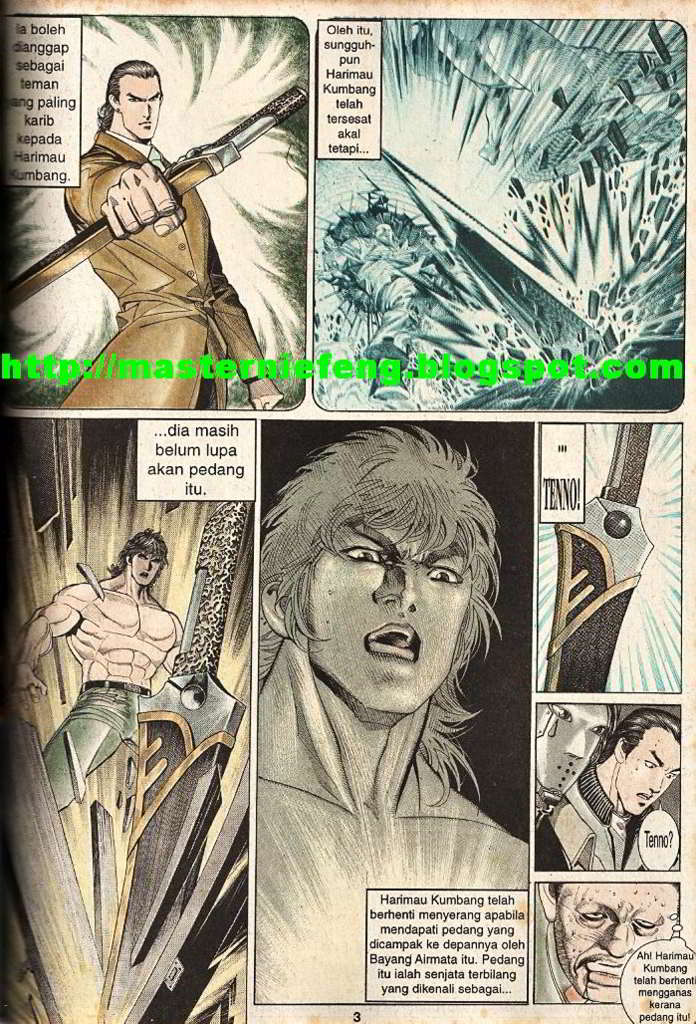 Ia boleh
dianggap
sebagai
teman
yang paling
karib
kepada
Harimau
Kumbang.
Oleh itu,
sungguh-
pun
Harimau
Kumbang
telah
tersesat
akal
tetapi...
http://masterniefeng.blogspot.com
...dia masih
belum lupa
akan pedang
itu.
Harimau Kumbang telah
berhenti menyerang apabila
mendapati pedang yang
dicampak ke depannya oleh
Bayang Airmata itu. Pedang
itu ialah senjata terbilang
yang dikenali sebagai...
...
TENNO!
Tenno?
Ah! Harimau
Kumbang
telah berhenti
mengganas
kerana
pedang itu!
3